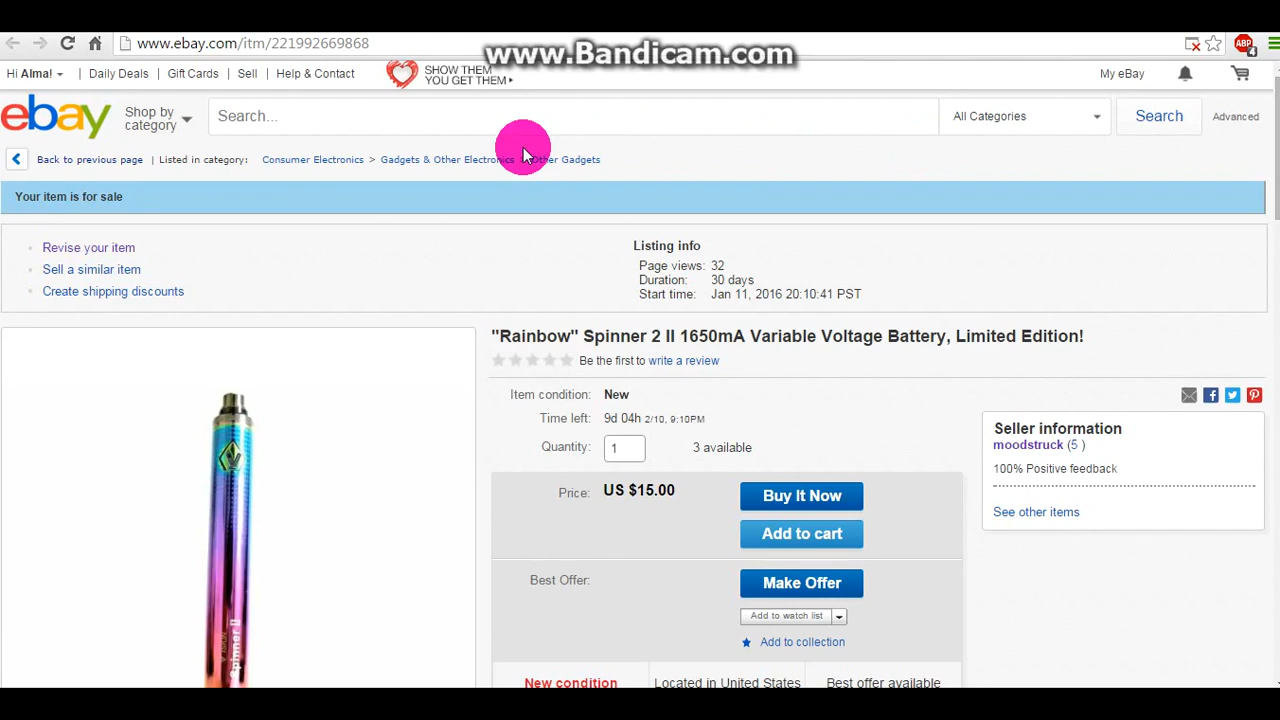 www.ebay.com/itm/221992669868
www.Bandicam.com
ABP
4
Hi Alma!
Daily Deals
Gift Cards
Sell
Help & Contact
SHOW THEM
YOU GET THEM
My eBay
ebay
Shop by
category
Search...
All Categories
Search
Advanced
Back to previous page | Listed in category: Consumer Electronics > Gadgets & Other Electronics > Other Gadgets
Your item is for sale
Revise your item
Sell a similar item
Create shipping discounts
Listing info
Page views: 32
Duration: 30 days
Start time: Jan 11, 2016 20:10:41 PST
"Rainbow" Spinner 2 II 1650mA Variable Voltage Battery, Limited Edition!
Be the first to write a review
Item condition: New
Time left: 9d 04h 2/10, 9:10PM
Quantity: 1 3 available
Price: US $15.00
Buy It Now
Add to cart
Best Offer:
Make Offer
Add to watch list
Add to collection
New condition
Located in United States
Best offer available
Seller information
moodstruck (5 )
100% Positive feedback
See other items
Spinner II